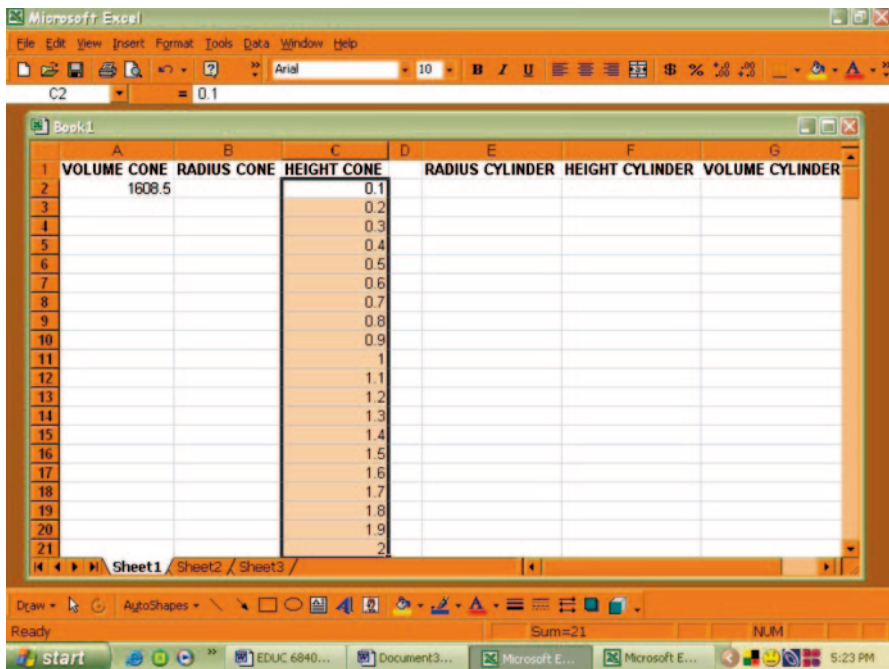 Microsoft Excel
File Edit View Insert Format Tools Data Window Help
Arial 10 B I U $ %
C2 = 0.1
Book1
A B C D E F G
1 VOLUME CONE RADIUS CONE HEIGHT CONE RADIUS CYLINDER HEIGHT CYLINDER VOLUME CYLINDER
2 1608.5 0.1
3 0.2
4 0.3
5 0.4
6 0.5
7 0.6
8 0.7
9 0.8
10 0.9
11 1
12 1.1
13 1.2
14 1.3
15 1.4
16 1.5
17 1.6
18 1.7
19 1.8
20 1.9
21 2
Sheet1 Sheet2 Sheet3
Draw AutoShapes
Ready Sum=21 NUM
start EDUC 6840... Document3... Microsoft E... Microsoft E... 5:23 PM